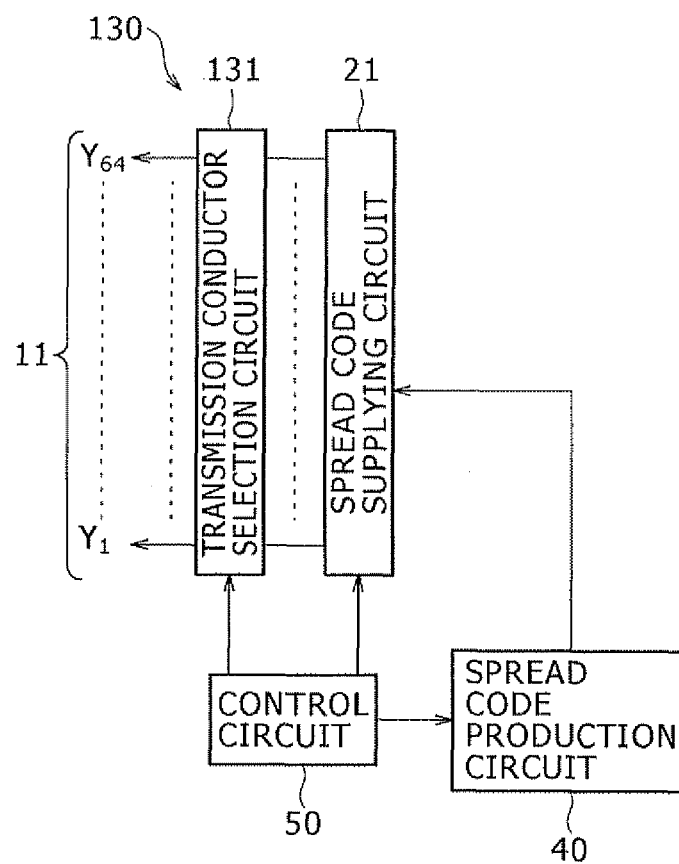 130
131
21
Y64
TRANSMISSION CONDUCTOR
SELECTION CIRCUIT
SPREAD CODE
SUPPLYING CIRCUIT
11
Y1
CONTROL
CIRCUIT
SPREAD
CODE
PRODUCTION
CIRCUIT
50
40